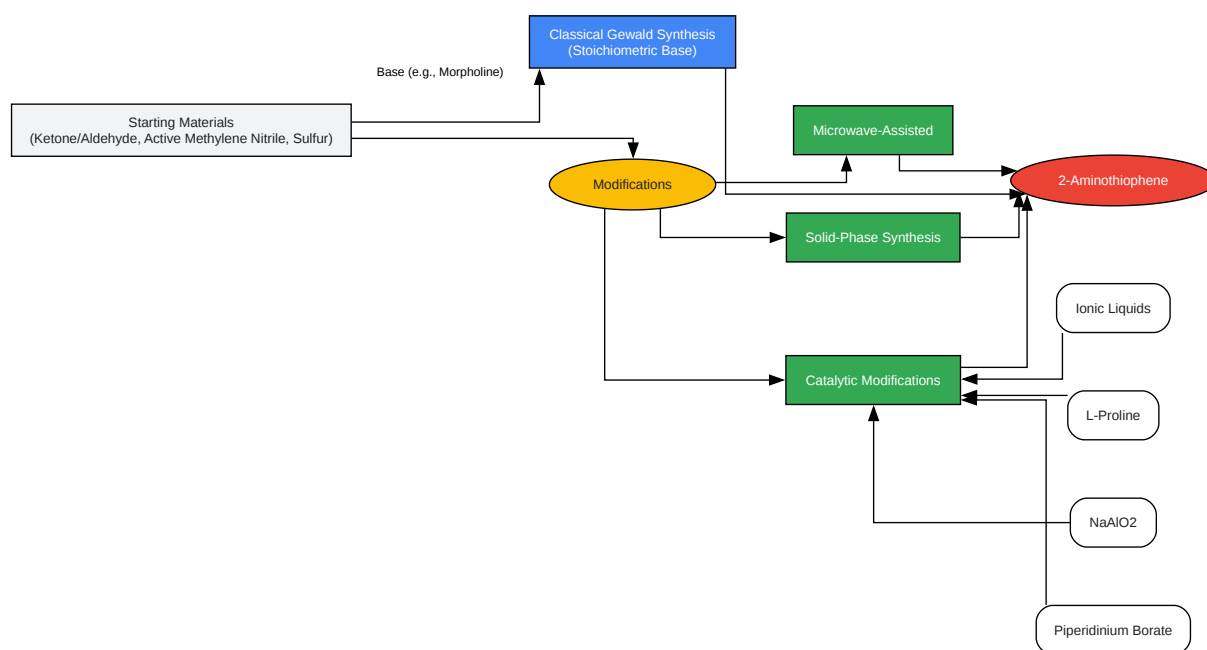 Classical Gewald Synthesis
(Stoichiometric Base)
Base (e.g., Morpholine)
Starting Materials
(Ketone/Aldehyde, Active Methylene Nitrile, Sulfur)
Microwave-Assisted
Modifications
2-Aminothiophene
Solid-Phase Synthesis
Ionic Liquids
Catalytic Modifications
L-Proline
NaAlO2
Piperidinium Borate